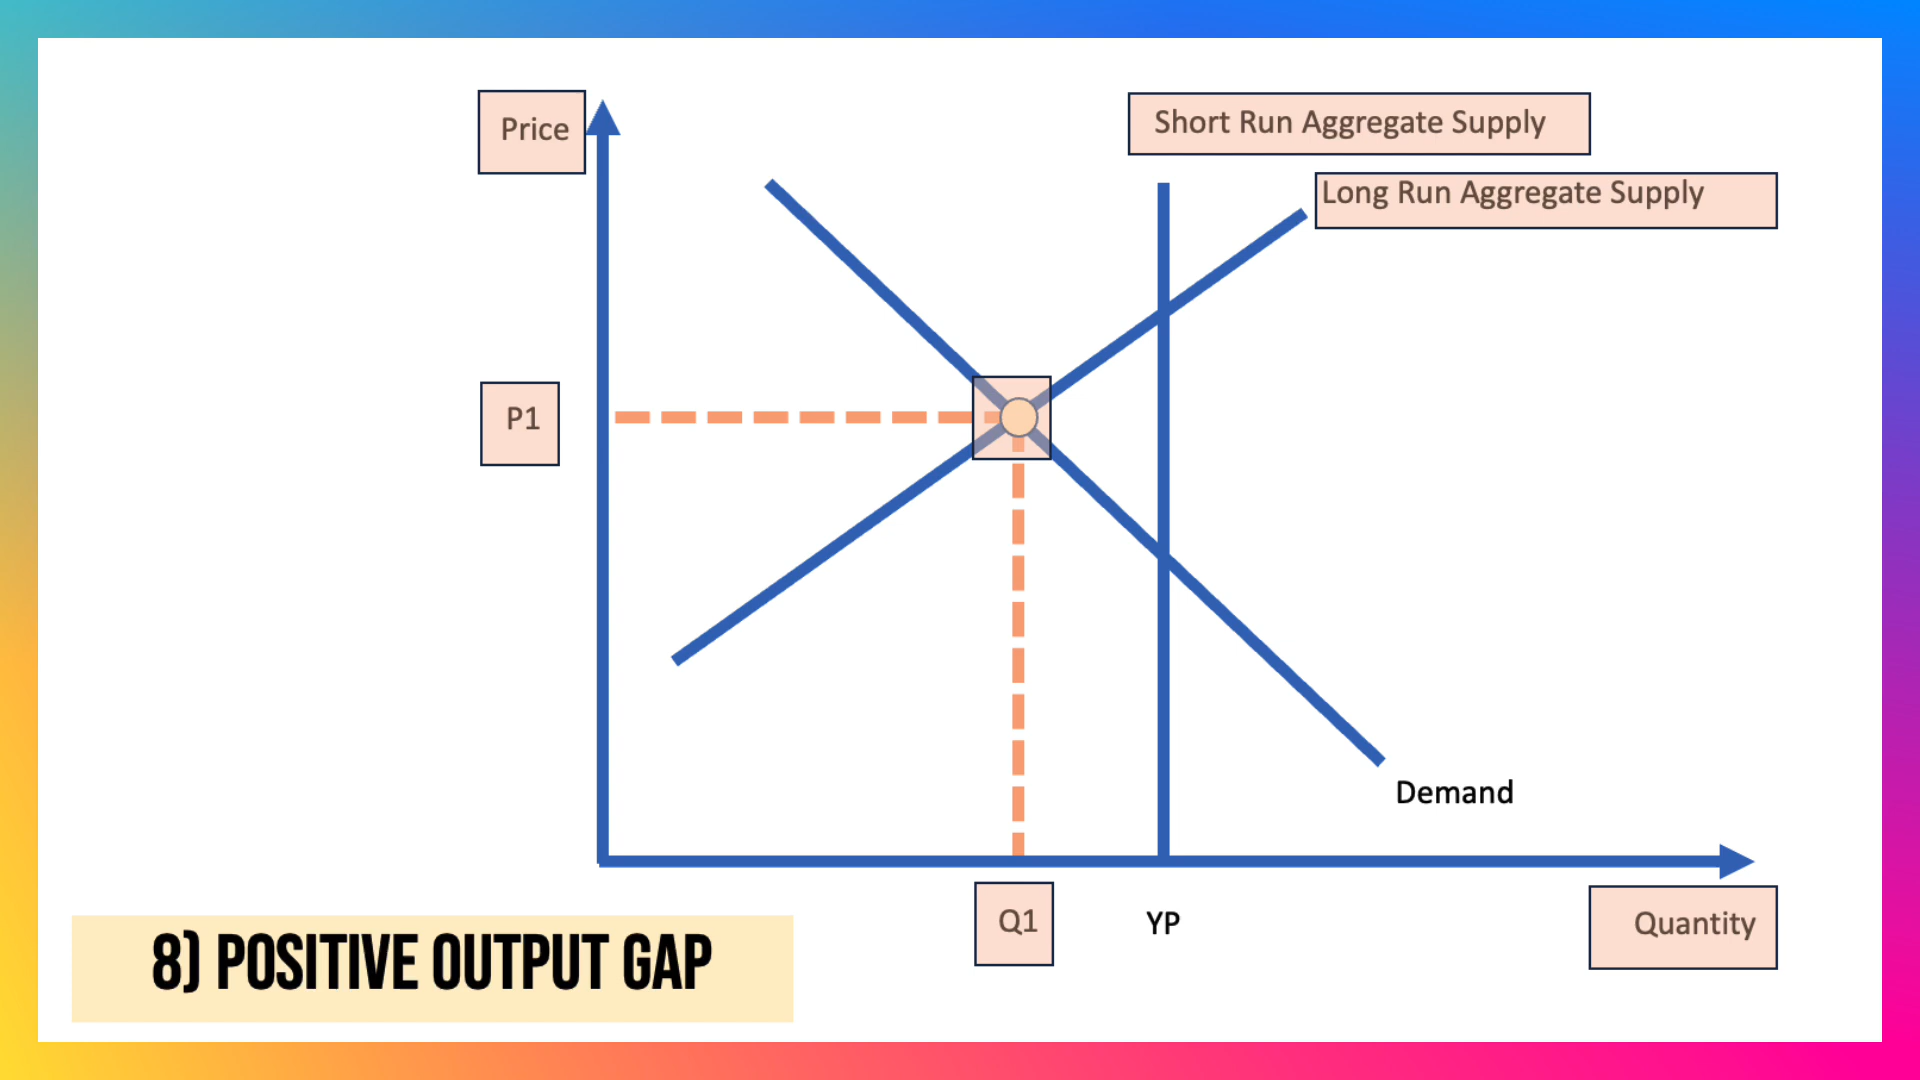 Price
Short Run Aggregate Supply
Long Run Aggregate Supply
P1
Demand
Q1
YP
Quantity
8) POSITIVE OUTPUT GAP